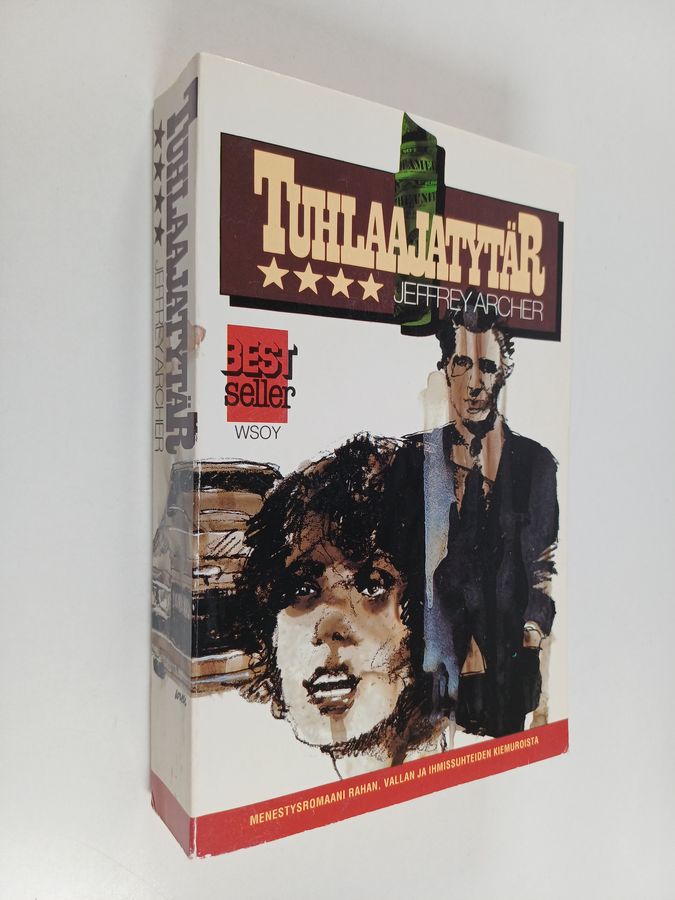 TUHLAAJATYTÄR
JEFFREY ARCHER
TUHLAAJATYTÄR
JEFFREY ARCHER
BEST
seller
WSOY
MENESTYSROMAANI RAHAN, VALLAN JA IHMISSUHTEIDEN KIEMUROISTA